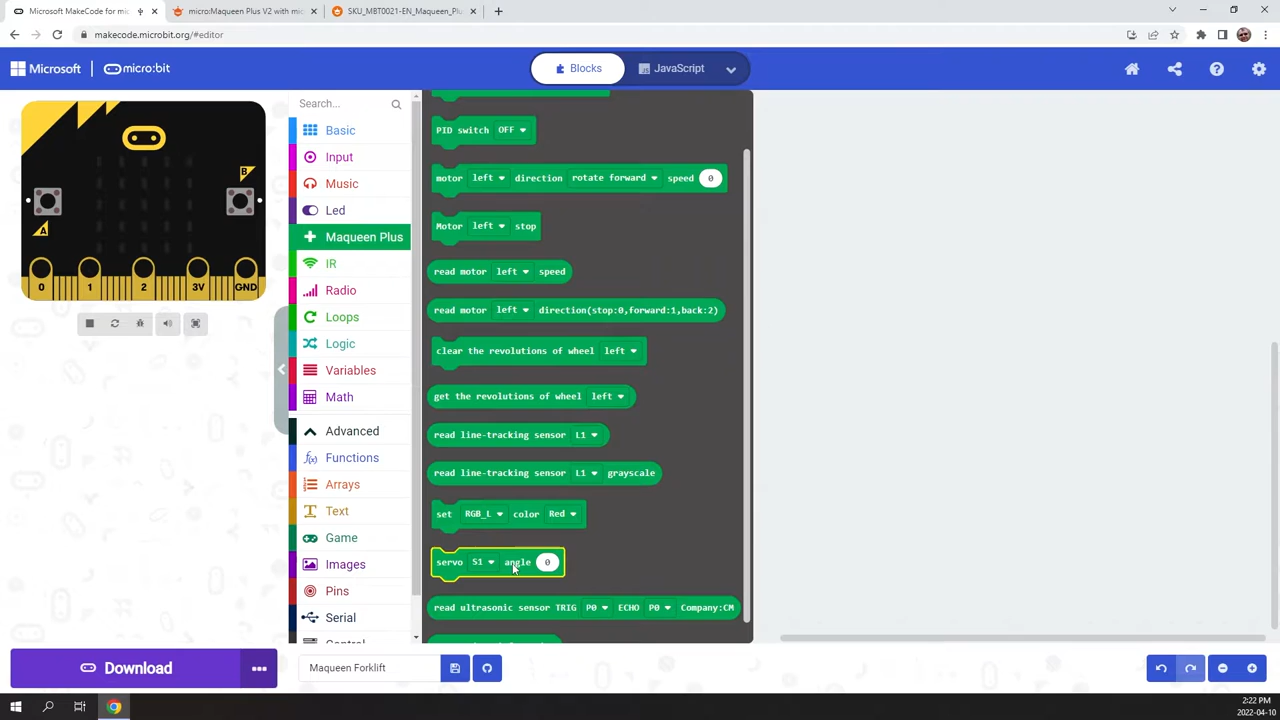 Microsoft MakeCode for mic
micro:Maqueen Plus V2 with mic
SKU_MBT0021-EN_Maqueen_Plu
makecode.microbit.org/#editor
Microsoft
micro:bit
Blocks
JavaScript
Search...
Basic
Input
Music
Led
Maqueen Plus
IR
Radio
Loops
Logic
Variables
Math
Advanced
Functions
Arrays
Text
Game
Images
Pins
Serial
Control
A
B
0 1 2 3V GND
PID switch OFF
motor left direction rotate forward speed 0
Motor left stop
read motor left speed
read motor left direction(stop:0,forward:1,back:2)
clear the revolutions of wheel left
get the revolutions of wheel left
read line-tracking sensor L1
read line-tracking sensor L1 grayscale
set RGB_L color Red
servo S1 angle 0
read ultrasonic sensor TRIG P0 ECHO P0 Company:CM
Download
Maqueen Forklift
2:22 PM
2022-04-10